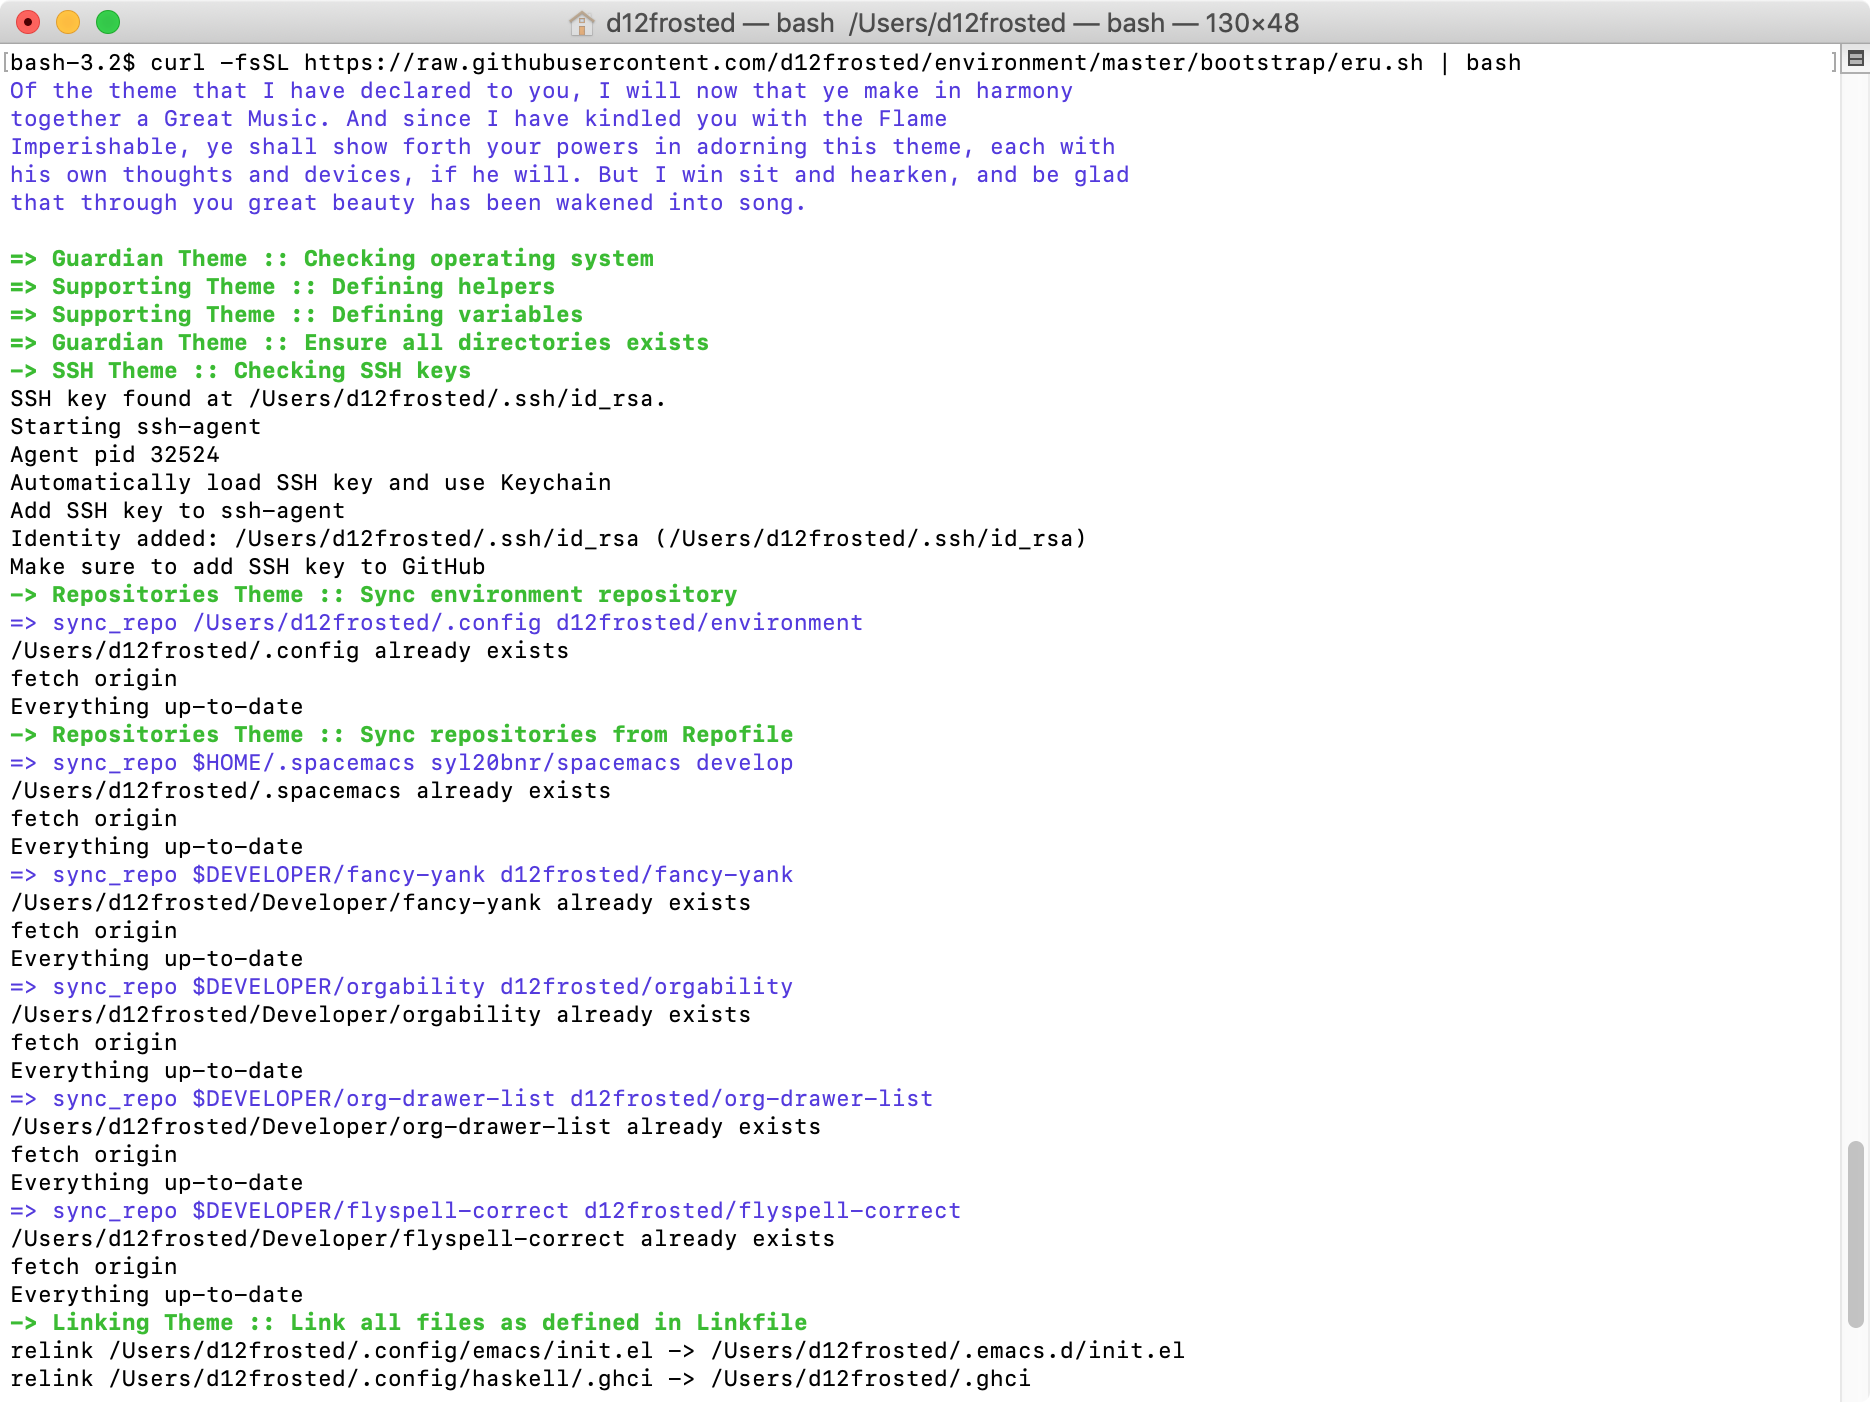 d12frosted — bash  /Users/d12frosted — bash — 130×48
bash-3.2$ curl -fsSL https://raw.githubusercontent.com/d12frosted/environment/master/bootstrap/eru.sh | bash
Of the theme that I have declared to you, I will now that ye make in harmony
together a Great Music. And since I have kindled you with the Flame
Imperishable, ye shall show forth your powers in adorning this theme, each with
his own thoughts and devices, if he will. But I win sit and hearken, and be glad
that through you great beauty has been wakened into song.
=> Guardian Theme :: Checking operating system
=> Supporting Theme :: Defining helpers
=> Supporting Theme :: Defining variables
=> Guardian Theme :: Ensure all directories exists
-> SSH Theme :: Checking SSH keys
SSH key found at /Users/d12frosted/.ssh/id_rsa.
Starting ssh-agent
Agent pid 32524
Automatically load SSH key and use Keychain
Add SSH key to ssh-agent
Identity added: /Users/d12frosted/.ssh/id_rsa (/Users/d12frosted/.ssh/id_rsa)
Make sure to add SSH key to GitHub
-> Repositories Theme :: Sync environment repository
=> sync_repo /Users/d12frosted/.config d12frosted/environment
/Users/d12frosted/.config already exists
fetch origin
Everything up-to-date
-> Repositories Theme :: Sync repositories from Repofile
=> sync_repo $HOME/.spacemacs syl20bnr/spacemacs develop
/Users/d12frosted/.spacemacs already exists
fetch origin
Everything up-to-date
=> sync_repo $DEVELOPER/fancy-yank d12frosted/fancy-yank
/Users/d12frosted/Developer/fancy-yank already exists
fetch origin
Everything up-to-date
=> sync_repo $DEVELOPER/orgability d12frosted/orgability
/Users/d12frosted/Developer/orgability already exists
fetch origin
Everything up-to-date
=> sync_repo $DEVELOPER/org-drawer-list d12frosted/org-drawer-list
/Users/d12frosted/Developer/org-drawer-list already exists
fetch origin
Everything up-to-date
=> sync_repo $DEVELOPER/flyspell-correct d12frosted/flyspell-correct
/Users/d12frosted/Developer/flyspell-correct already exists
fetch origin
Everything up-to-date
-> Linking Theme :: Link all files as defined in Linkfile
relink /Users/d12frosted/.config/emacs/init.el -> /Users/d12frosted/.emacs.d/init.el
relink /Users/d12frosted/.config/haskell/.ghci -> /Users/d12frosted/.ghci